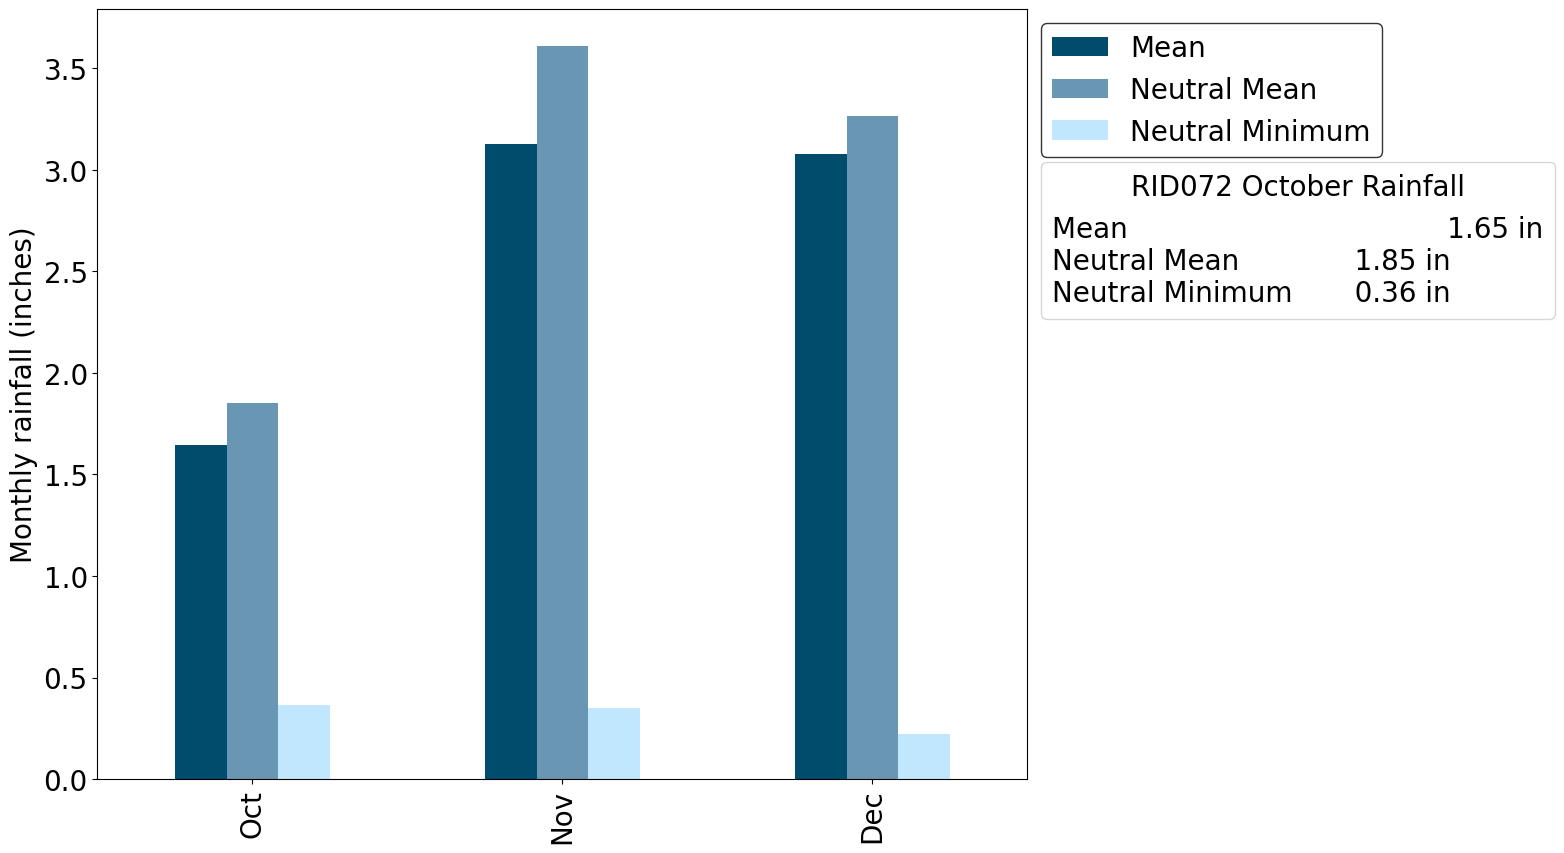 Monthly rainfall (inches)
3.5
3.0
2.5
2.0
1.5
1.0
0.5
0.0
Oct
Nov
Dec
Mean
Neutral Mean
Neutral Minimum
RID072 October Rainfall
Mean 1.65 in
Neutral Mean 1.85 in
Neutral Minimum 0.36 in